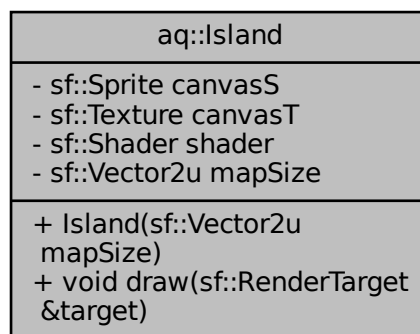 aq::Island
- sf::Sprite canvasS
- sf::Texture canvasT
- sf::Shader shader
- sf::Vector2u mapSize
+ Island(sf::Vector2u
mapSize)
+ void draw(sf::RenderTarget
&target)